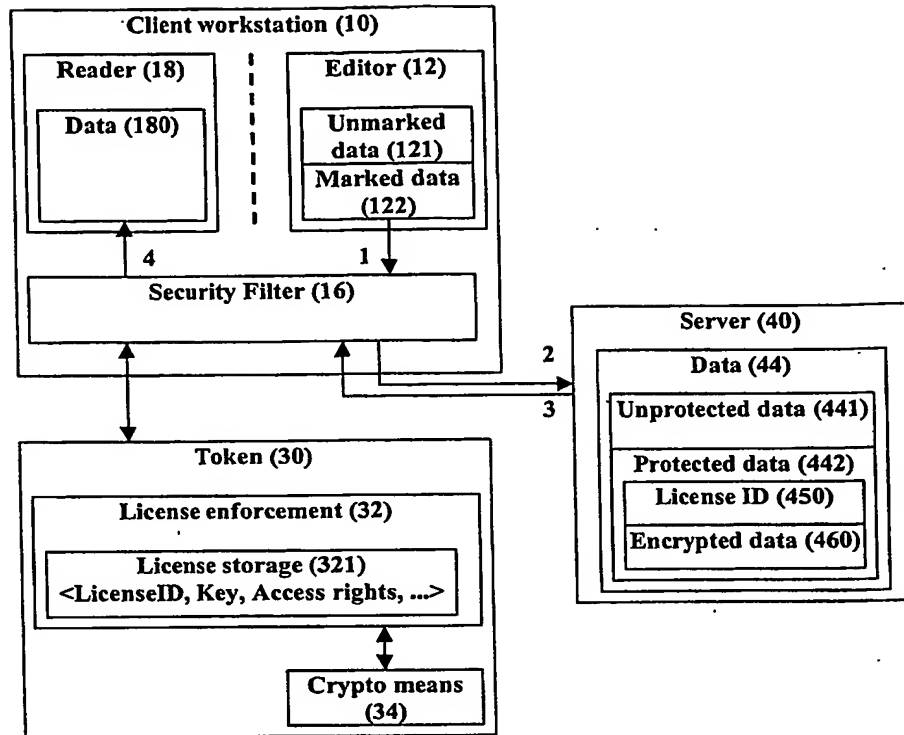 Client workstation (10)
Reader (18)
Data (180)
Editor (12)
Unmarked
data (121)
Marked data
(122)
4
1
Security Filter (16)
2
3
Server (40)
Data (44)
Unprotected data (441)
Protected data (442)
License ID (450)
Encrypted data (460)
Token (30)
License enforcement (32)
License storage (321)
<LicenseID, Key, Access rights, ...>
Crypto means
(34)